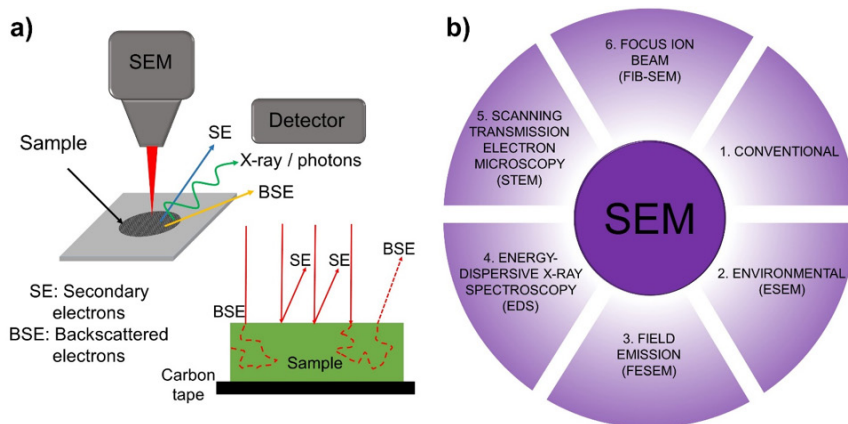 a)
SEM
Sample
SE
Detector
X-ray / photons
BSE
SE: Secondary
electrons
BSE: Backscattered
electrons
BSE
SE
SE
BSE
Sample
Carbon
tape
b)
6. FOCUS ION
BEAM
(FIB-SEM)
5. SCANNING
TRANSMISSION
ELECTRON
MICROSCOPY
(STEM)
1. CONVENTIONAL
SEM
4. ENERGY-
DISPERSIVE X-RAY
SPECTROSCOPY
(EDS)
2. ENVIRONMENTAL
(ESEM)
3. FIELD
EMISSION
(FESEM)